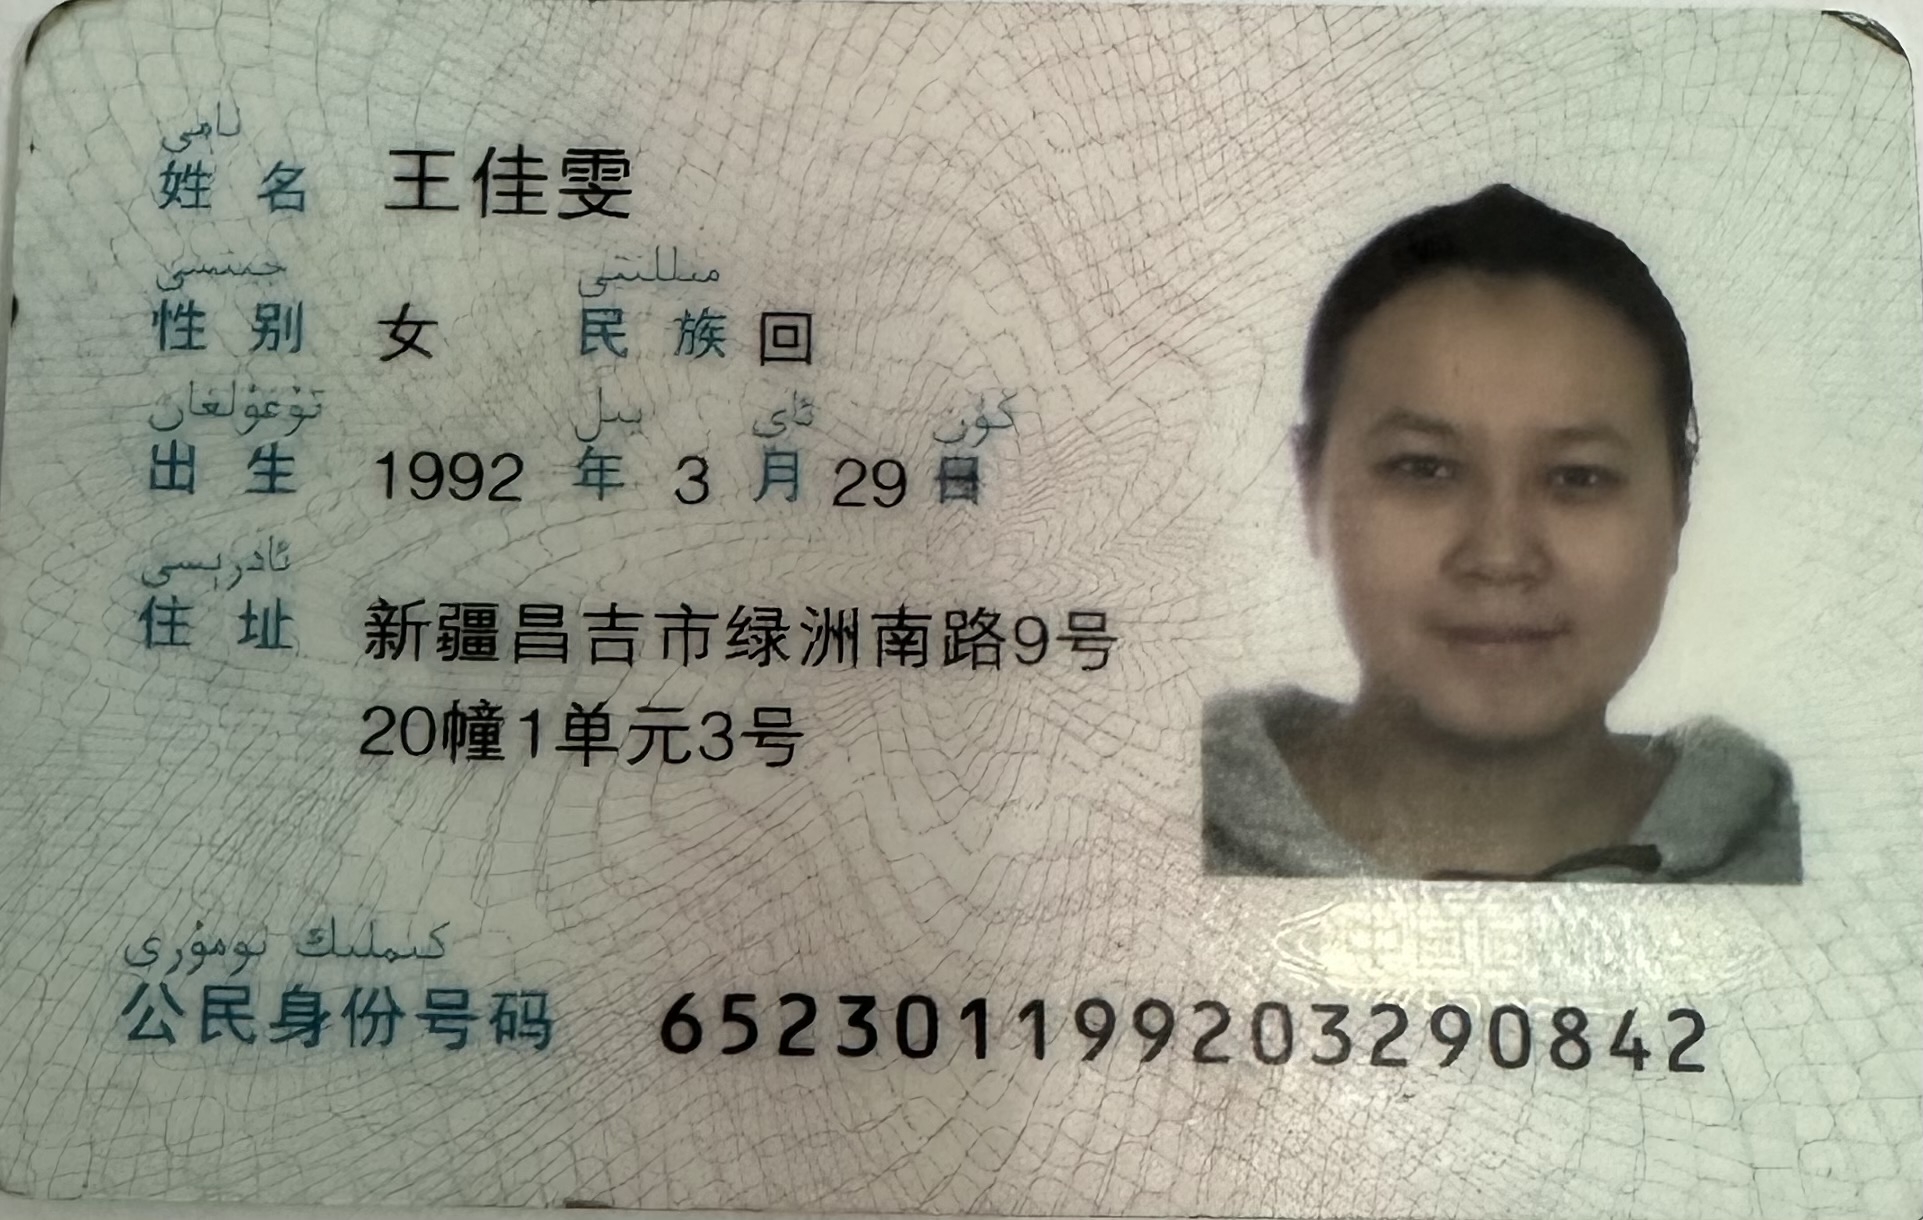 نامى
姓 名 王佳雯
جىنسى مىللىتى
性 别 女 民 族 回
تۇغۇلغان يىل ئاي كۈن
出 生 1992 年 3 月 29 日
ئادرېسى
住 址 新疆昌吉市绿洲南路9号
20幢1单元3号
كىملىك نومۇرى
公民身份号码 652301199203290842